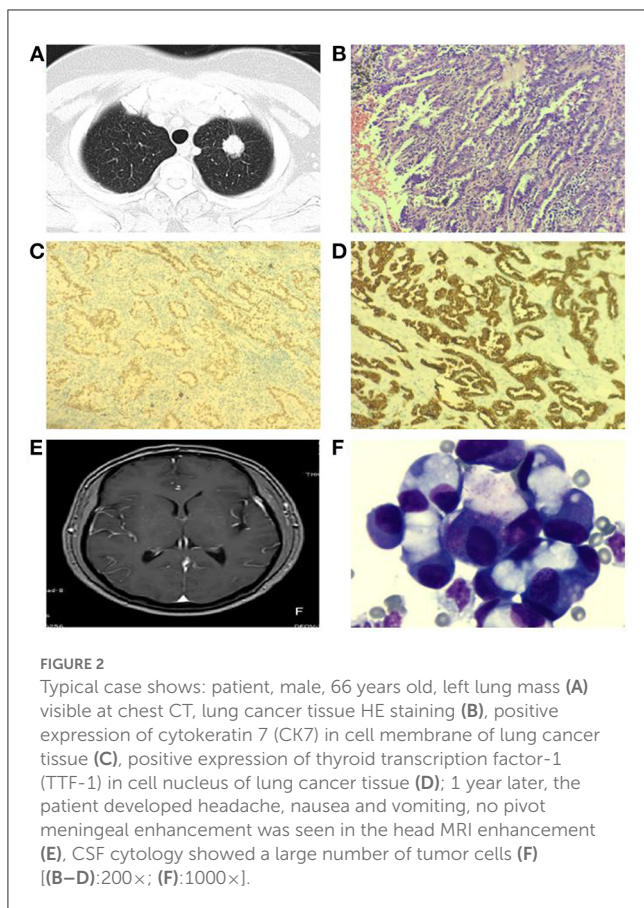 A
B
C
D
E
F
F
FIGURE 2
Typical case shows: patient, male, 66 years old, left lung mass (A)
visible at chest CT, lung cancer tissue HE staining (B), positive
expression of cytokeratin 7 (CK7) in cell membrane of lung cancer
tissue (C), positive expression of thyroid transcription factor-1
(TTF-1) in cell nucleus of lung cancer tissue (D); 1 year later, the
patient developed headache, nausea and vomiting, no pivot
meningeal enhancement was seen in the head MRI enhancement
(E), CSF cytology showed a large number of tumor cells (F)
[(B–D):200×; (F):1000×].